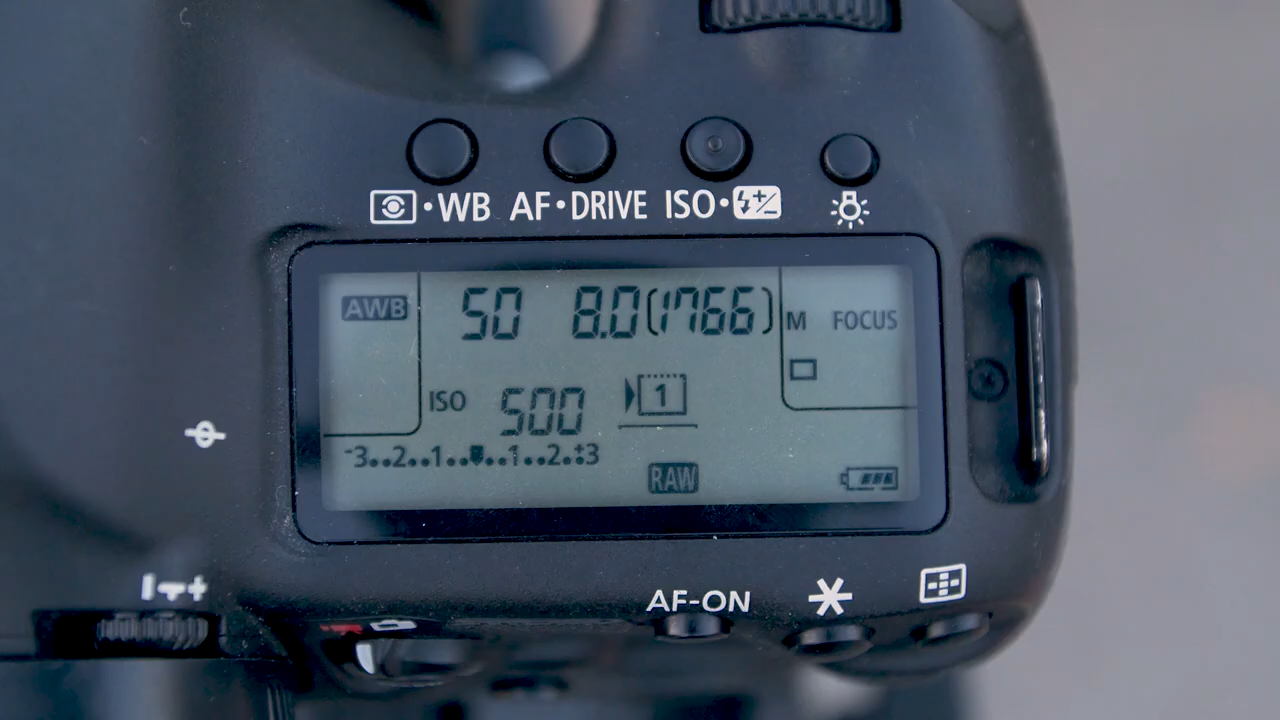 WB AF•DRIVE ISO•
AWB 50 8.0 (1766) M FOCUS
ISO 500 1
-3..2..1..▪..1..2..+3
RAW
AF-ON